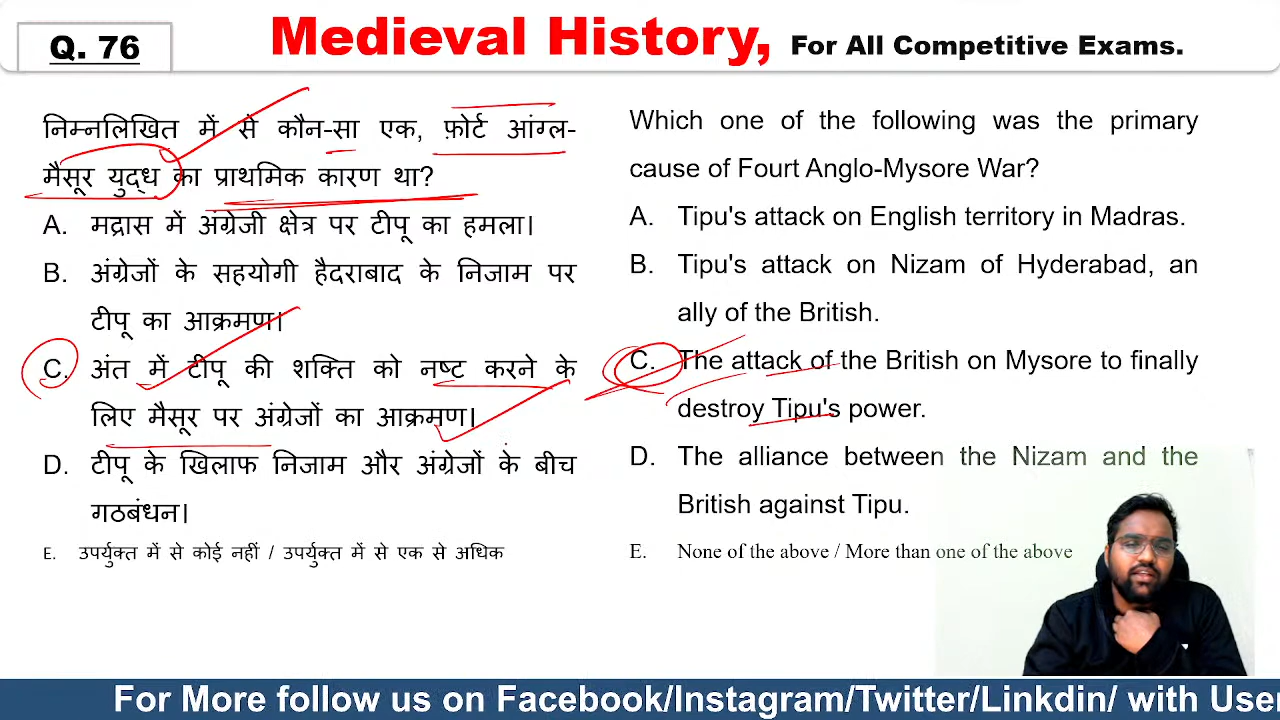 Q. 76
Medieval History, For All Competitive Exams.
निम्नलिखित में से कौन-सा एक, फ़ोर्ट आंग्ल-
मैसूर युद्ध का प्राथमिक कारण था?
A. मद्रास में अंग्रेजी क्षेत्र पर टीपू का हमला।
B. अंग्रेजों के सहयोगी हैदराबाद के निजाम पर
टीपू का आक्रमण।
C. अंत में टीपू की शक्ति को नष्ट करने के
लिए मैसूर पर अंग्रेजों का आक्रमण।
D. टीपू के खिलाफ निजाम और अंग्रेजों के बीच
गठबंधन।
E. उपर्युक्त में से कोई नहीं / उपर्युक्त में से एक से अधिक
Which one of the following was the primary
cause of Fourt Anglo-Mysore War?
A. Tipu's attack on English territory in Madras.
B. Tipu's attack on Nizam of Hyderabad, an
ally of the British.
C. The attack of the British on Mysore to finally
destroy Tipu's power.
D. The alliance between the Nizam and the
British against Tipu.
E. None of the above / More than one of the above
For More follow us on Facebook/Instagram/Twitter/Linkdin/ with Use